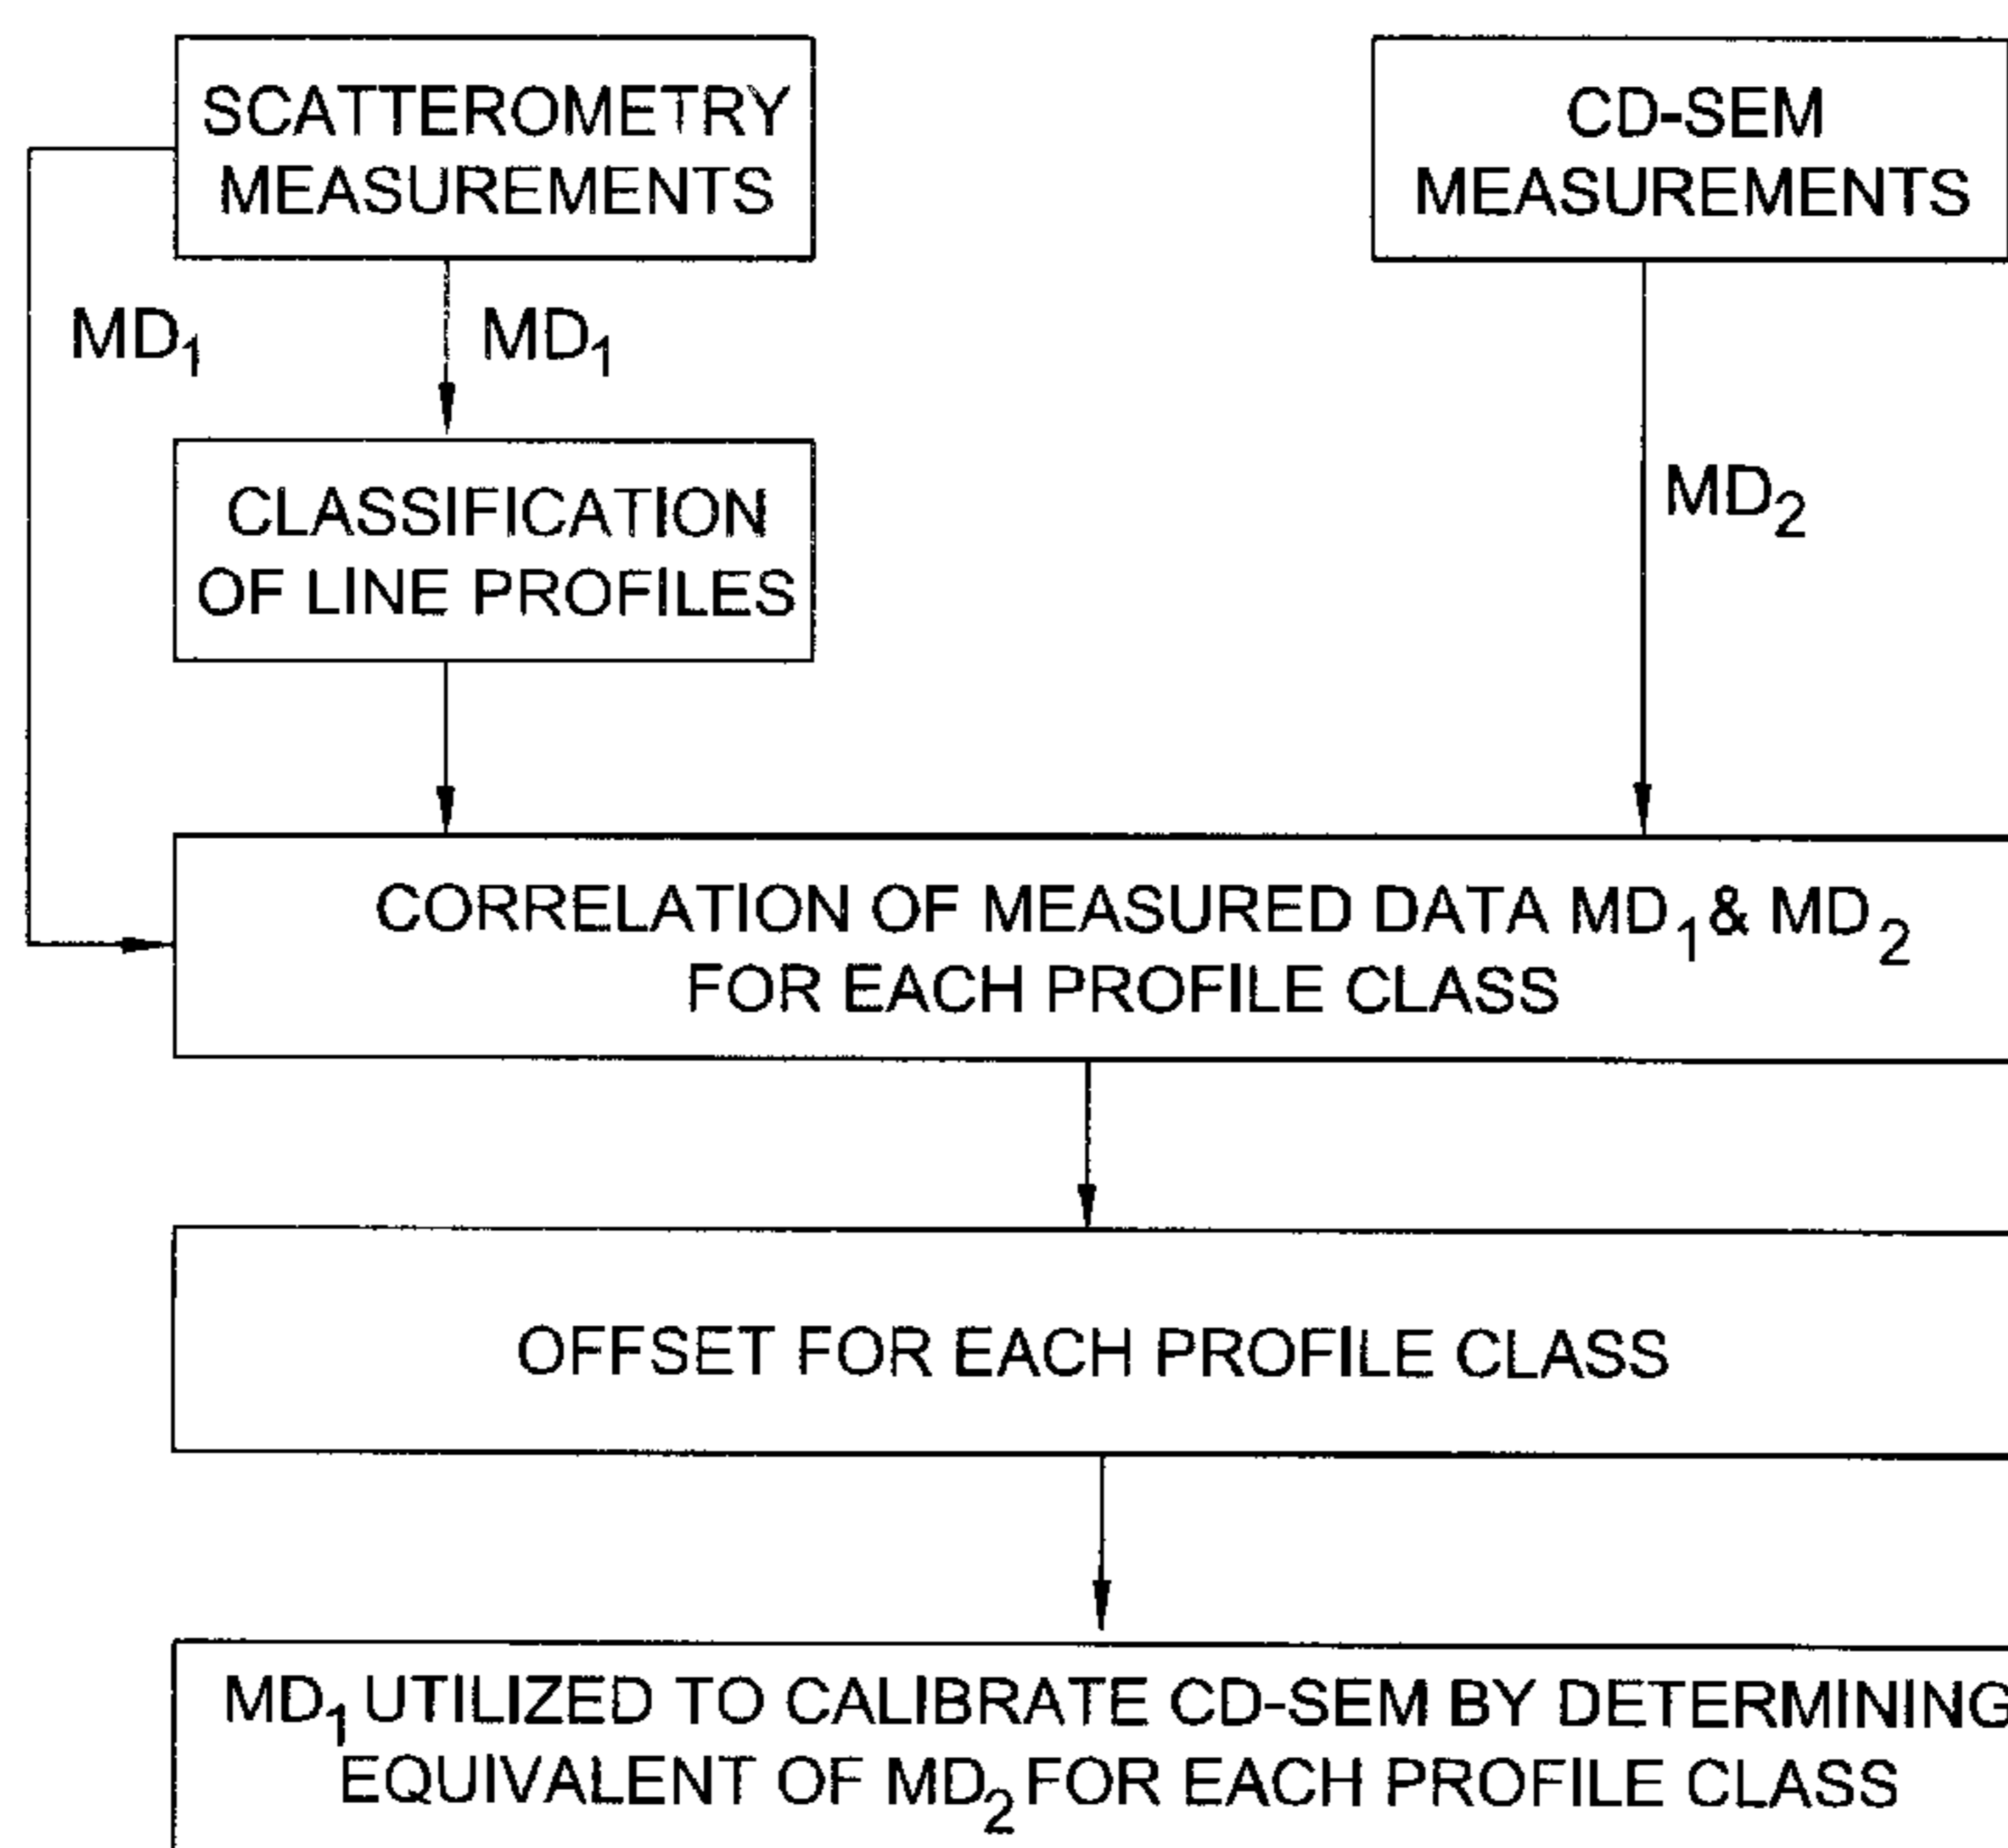 SCATTEROMETRY
MEASUREMENTS
CD-SEM
MEASUREMENTS
MD1
MD1
CLASSIFICATION
OF LINE PROFILES
MD2
CORRELATION OF MEASURED DATA MD1 & MD2
FOR EACH PROFILE CLASS
OFFSET FOR EACH PROFILE CLASS
MD1 UTILIZED TO CALIBRATE CD-SEM BY DETERMINING
EQUIVALENT OF MD2 FOR EACH PROFILE CLASS